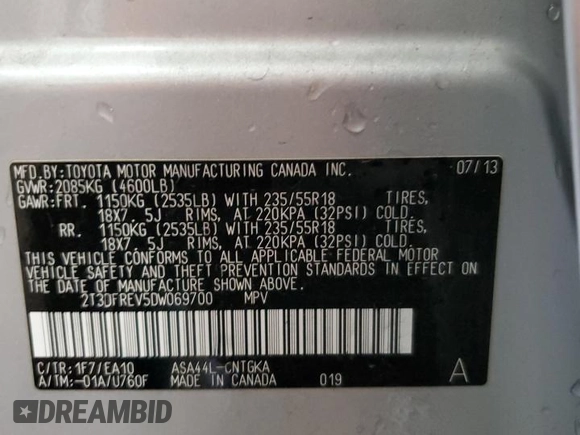 MFD.BY:TOYOTA MOTOR MANUFACTURING CANADA INC. 07/13
GVWR:2085KG (4600LB)
GAWR:FRT. 1150KG (2535LB) WITH 235/55R18 TIRES,
18X7. 5J RIMS, AT 220KPA (32PSI) COLD.
RR. 1150KG (2535LB) WITH 235/55R18 TIRES,
18X7. 5J RIMS, AT 220KPA (32PSI) COLD.
THIS VEHICLE CONFORMS TO ALL APPLICABLE FEDERAL MOTOR
VEHICLE SAFETY AND THEFT PREVENTION STANDARDS IN EFFECT ON
THE DATE OF MANUFACTURE SHOWN ABOVE.
2T3DFREV5DW069700 MPV
C/TR:1F7/EA10 ASA44L-CNTGKA A
A/TM:-01A/U760F MADE IN CANADA 019
DREAMBID